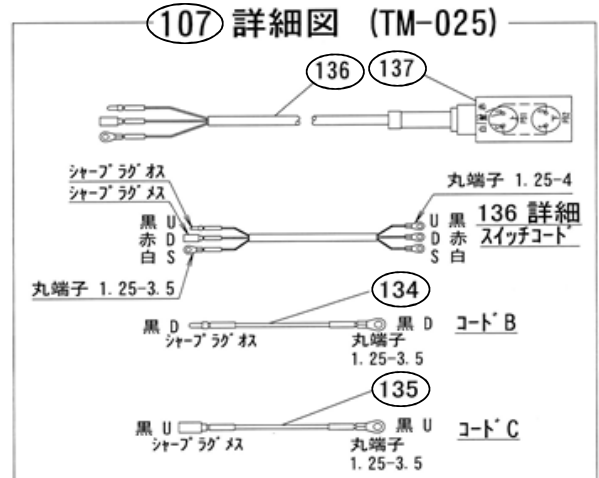 107 詳細図 (TM-025)
136 137
シャープラグオス
シャープラグメス
丸端子 1.25-4
黒 U U 黒
赤 D D 赤
白 S S 白
136 詳細
スイッチコード
丸端子 1.25-3.5
134
黒 D 黒 D コードB
シャープラグオス 丸端子
1.25-3.5
135
黒 U 黒 U コードC
シャープラグメス 丸端子
1.25-3.5